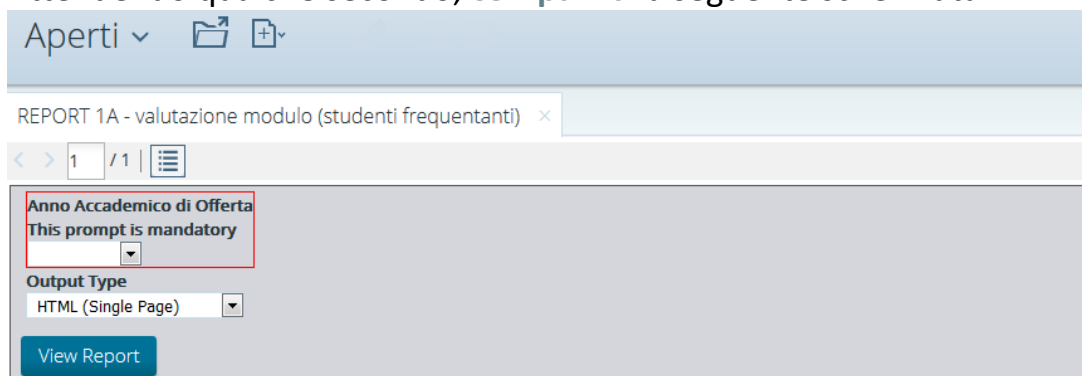 Aperti
REPORT 1A - valutazione modulo (studenti frequentanti) ×
1 / 1
Anno Accademico di Offerta
This prompt is mandatory
Output Type
HTML (Single Page)
View Report